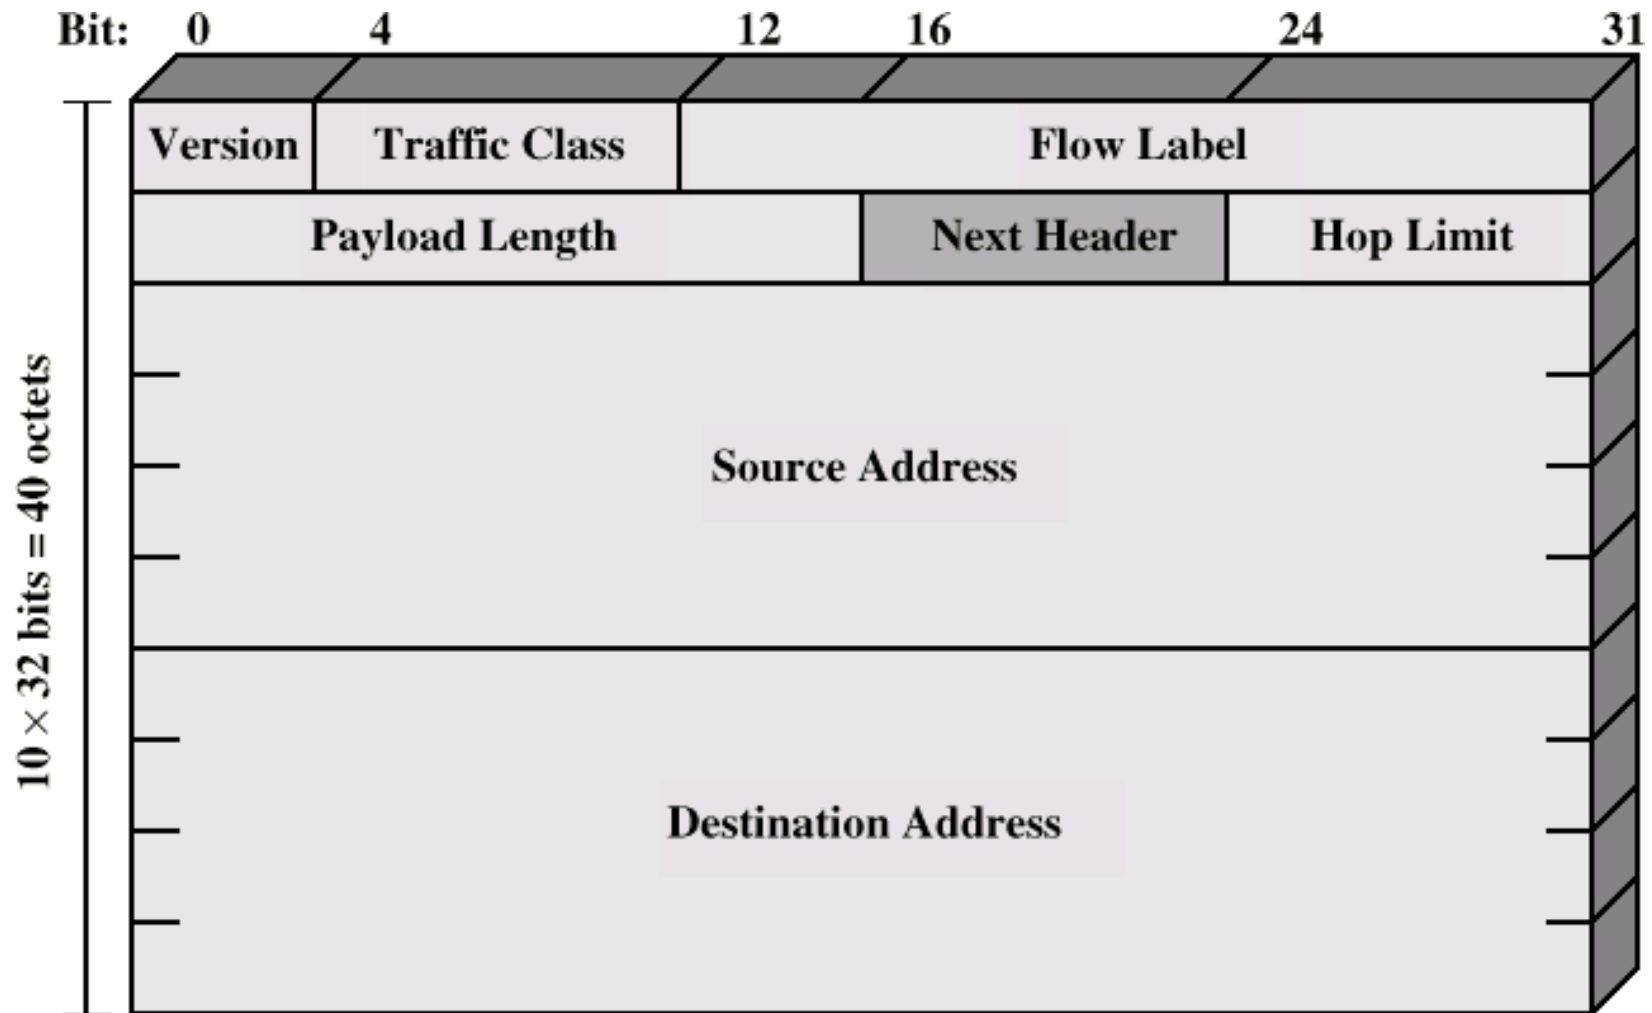 Bit: 0 4 12 16 24 31
Version Traffic Class Flow Label
Payload Length Next Header Hop Limit
Source Address
Destination Address
10 × 32 bits = 40 octets